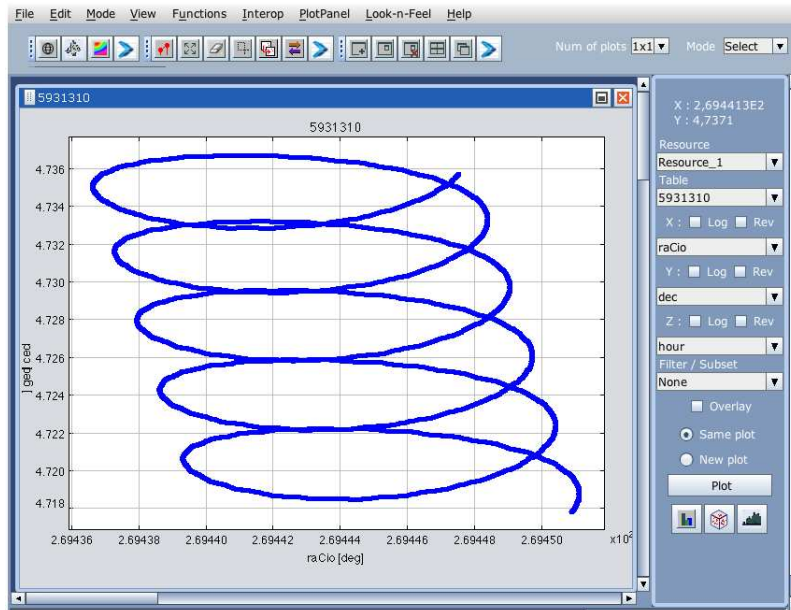 File Edit Mode View Functions Interop PlotPanel Look-n-Feel Help
Num of plots 1x1 Mode Select
5931310
5931310
4.736
4.734
4.732
4.730
4.728
4.726
4.724
4.722
4.720
4.718
] ged ced
2.69436 2.69438 2.69440 2.69442 2.69444 2.69446 2.69448 2.69450 x10²
raCio [deg]
X : 2,694413E2
Y : 4,7371
Resource
Resource_1
Table
5931310
X : Log Rev
raCio
Y : Log Rev
dec
Z : Log Rev
hour
Filter / Subset
None
Overlay
Same plot
New plot
Plot